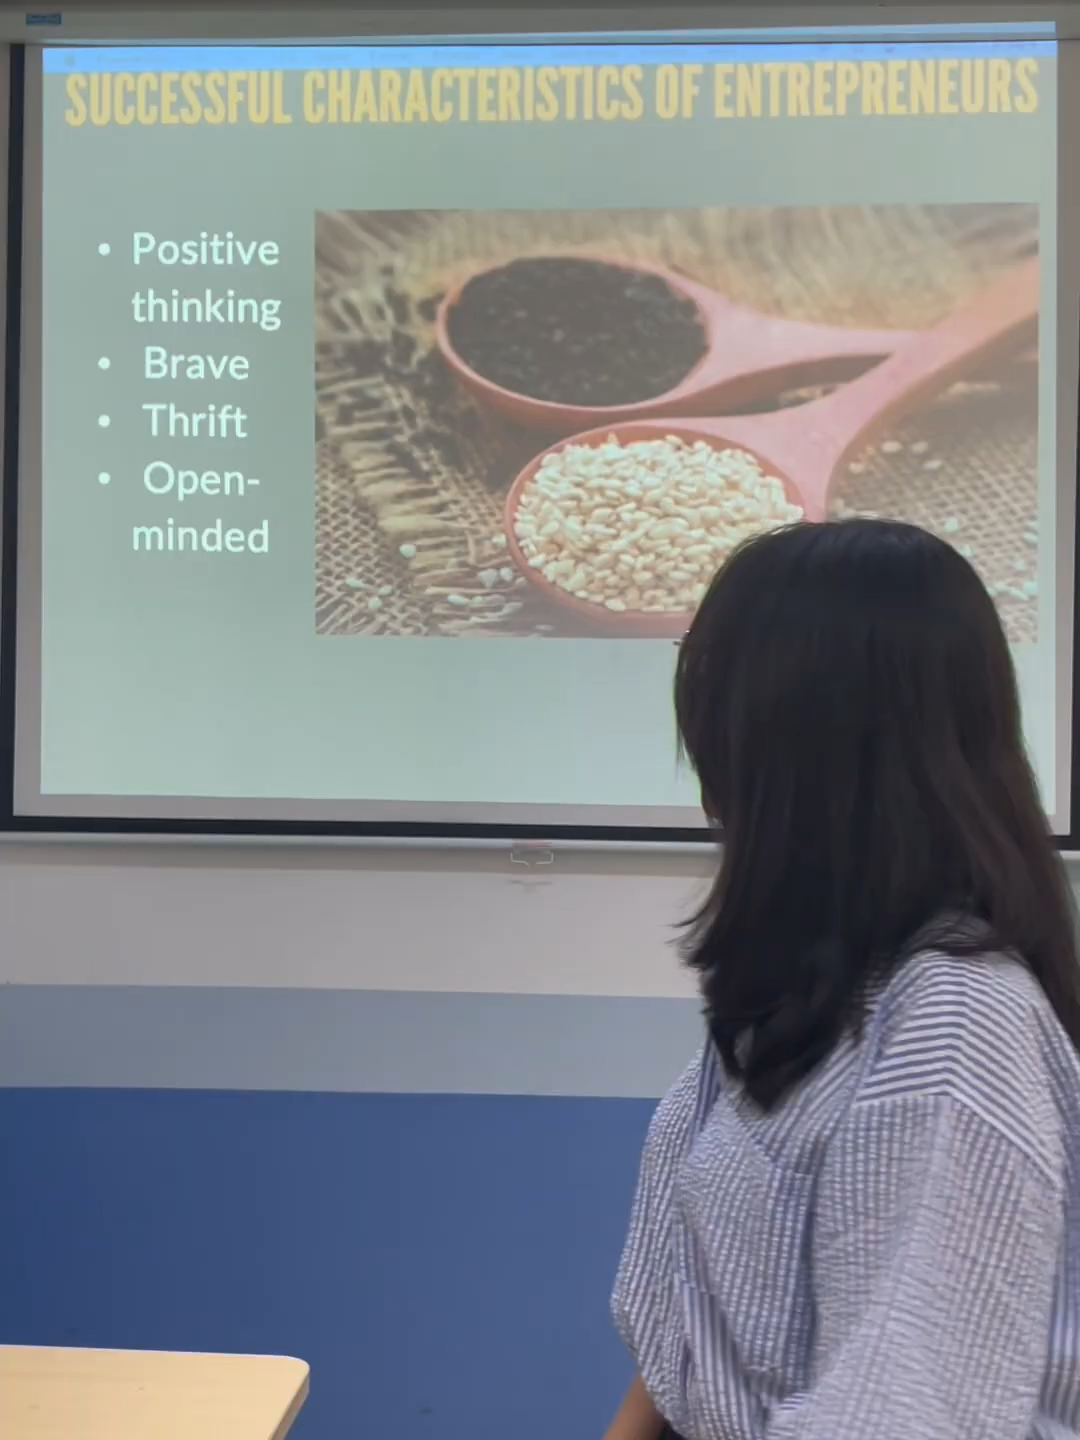 SUCCESSFUL CHARACTERISTICS OF ENTREPRENEURS
• Positive
thinking
• Brave
• Thrift
• Open-
minded